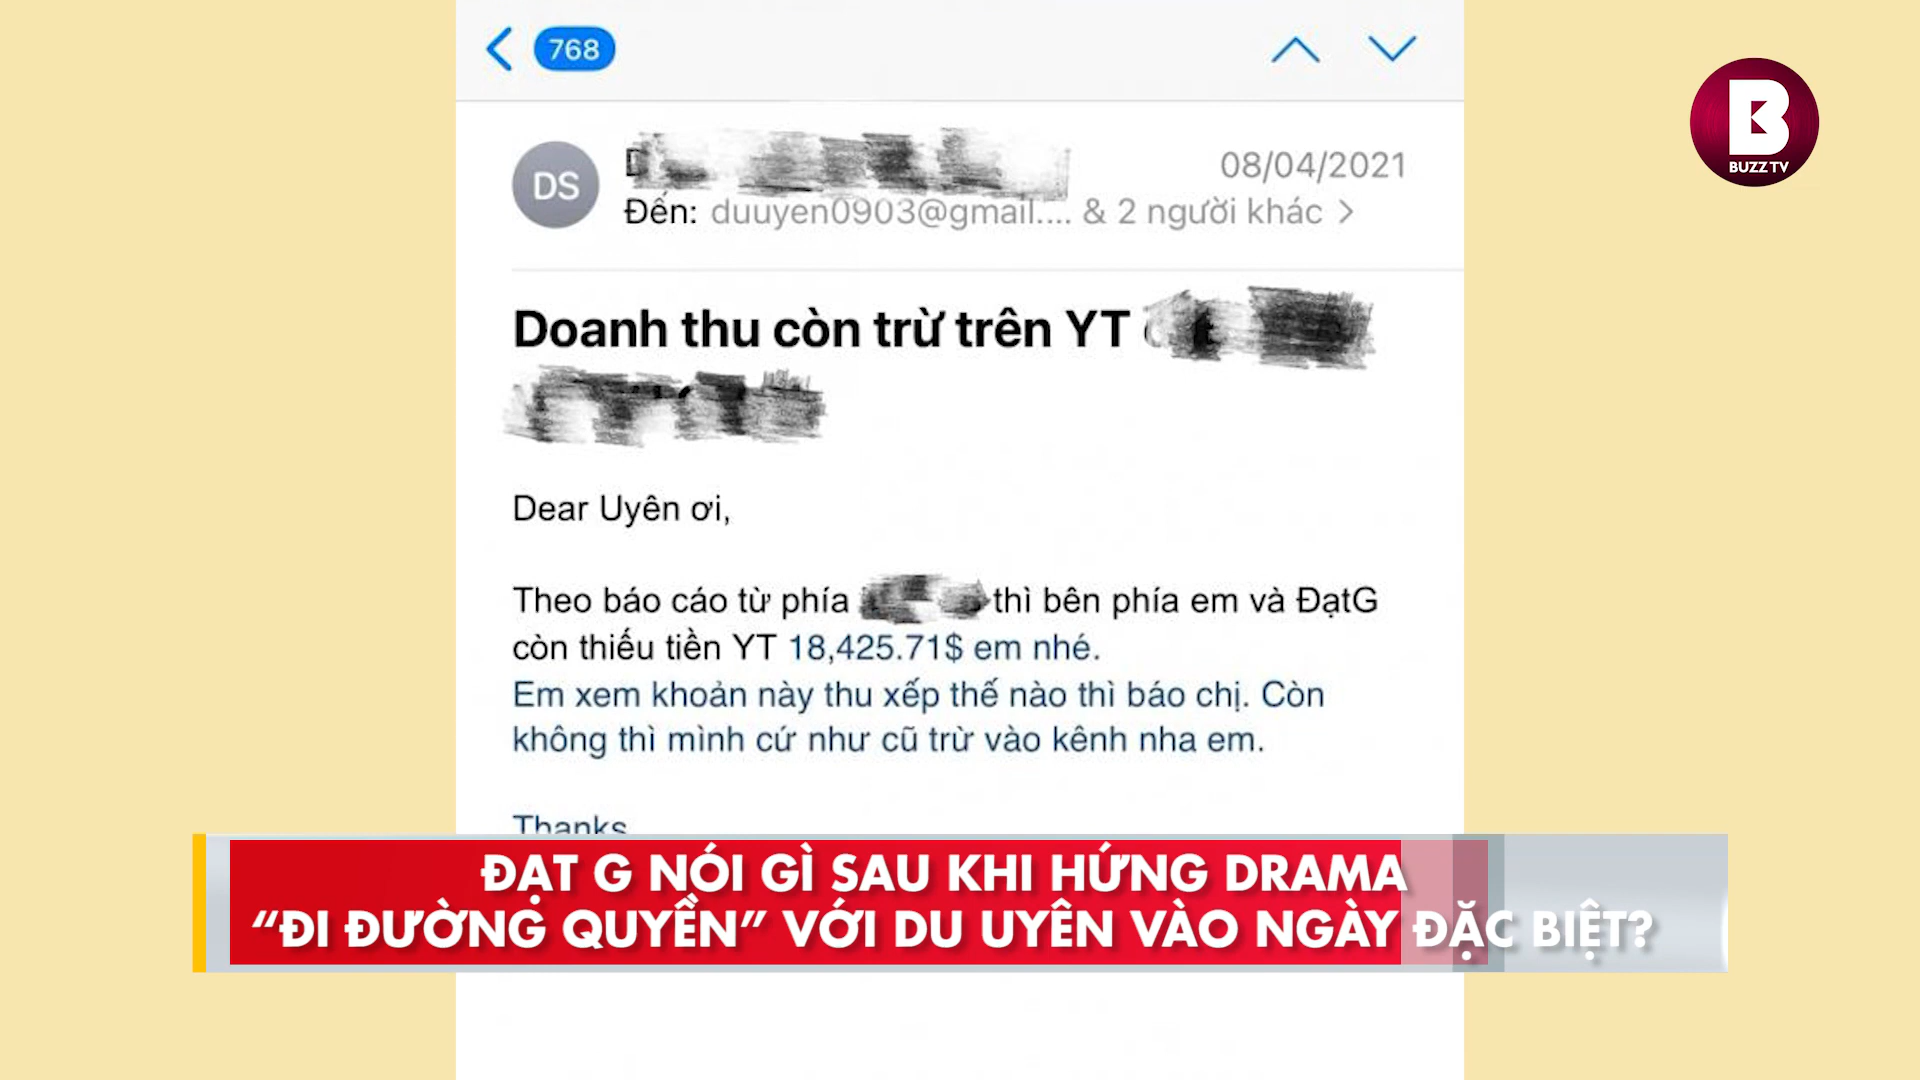 768
B
BUZZ TV
DS
08/04/2021
Đến: duuyen0903@gmail.... & 2 người khác >
Doanh thu còn trừ trên YT
Dear Uyên ơi,
Theo báo cáo từ phía thì bên phía em và ĐạtG
còn thiếu tiền YT 18,425.71$ em nhé.
Em xem khoản này thu xếp thế nào thì báo chị. Còn
không thì mình cứ như cũ trừ vào kênh nha em.
Thanks
ĐẠT G NÓI GÌ SAU KHI HỨNG DRAMA
“ĐI ĐƯỜNG QUYỀN” VỚI DU UYÊN VÀO NGÀY ĐẶC BIỆT?